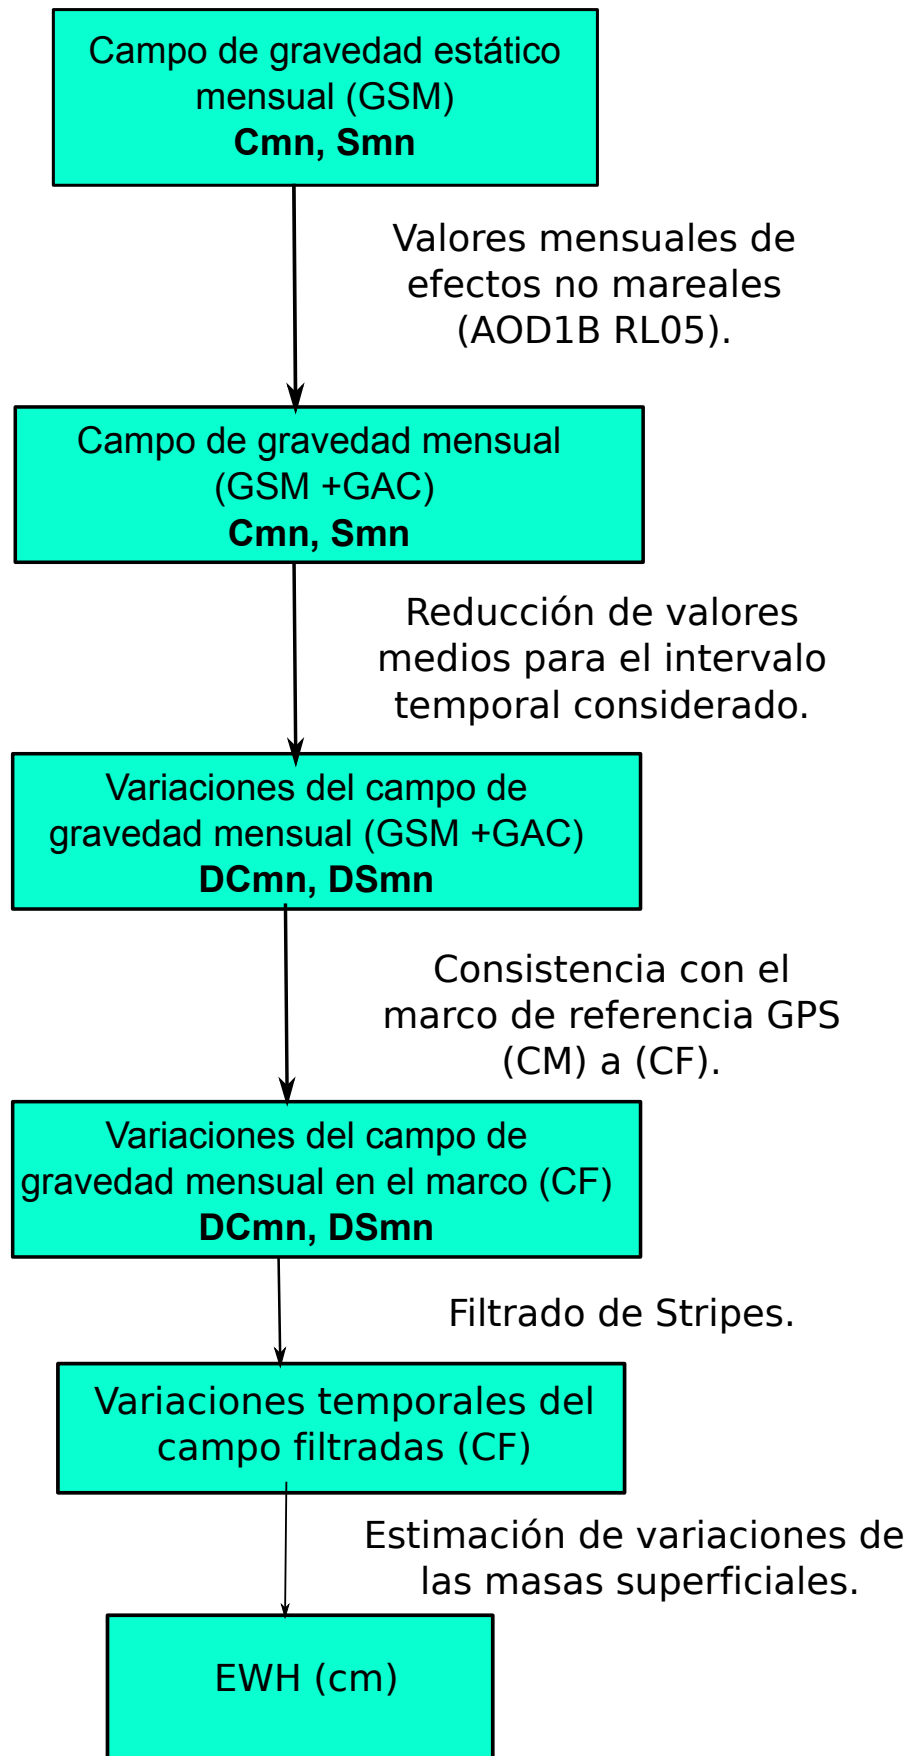 Campo de gravedad estático
mensual (GSM)
Cmn, Smn
Valores mensuales de
efectos no mareales
(AOD1B RL05).
Campo de gravedad mensual
(GSM +GAC)
Cmn, Smn
Reducción de valores
medios para el intervalo
temporal considerado.
Variaciones del campo de
gravedad mensual (GSM +GAC)
DCmn, DSmn
Consistencia con el
marco de referencia GPS
(CM) a (CF).
Variaciones del campo de
gravedad mensual en el marco (CF)
DCmn, DSmn
Filtrado de Stripes.
Variaciones temporales del
campo filtradas (CF)
Estimación de variaciones de
las masas superficiales.
EWH (cm)